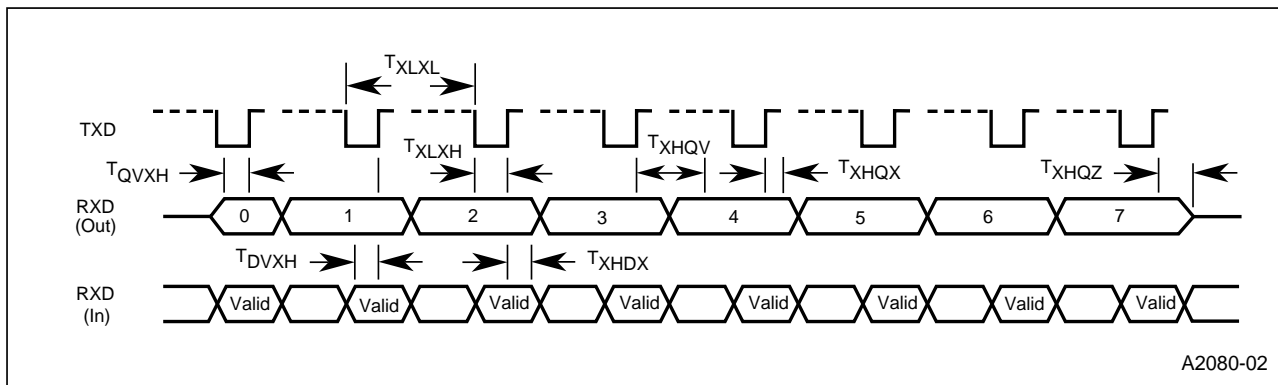 TXLXL
TXD
TXLXH
TXHQV
TQVXH
TXHQX
TXHQZ
RXD
(Out)
0 1 2 3 4 5 6 7
TDVXH
TXHDX
RXD
(In)
Valid Valid Valid Valid Valid Valid Valid Valid
A2080-02